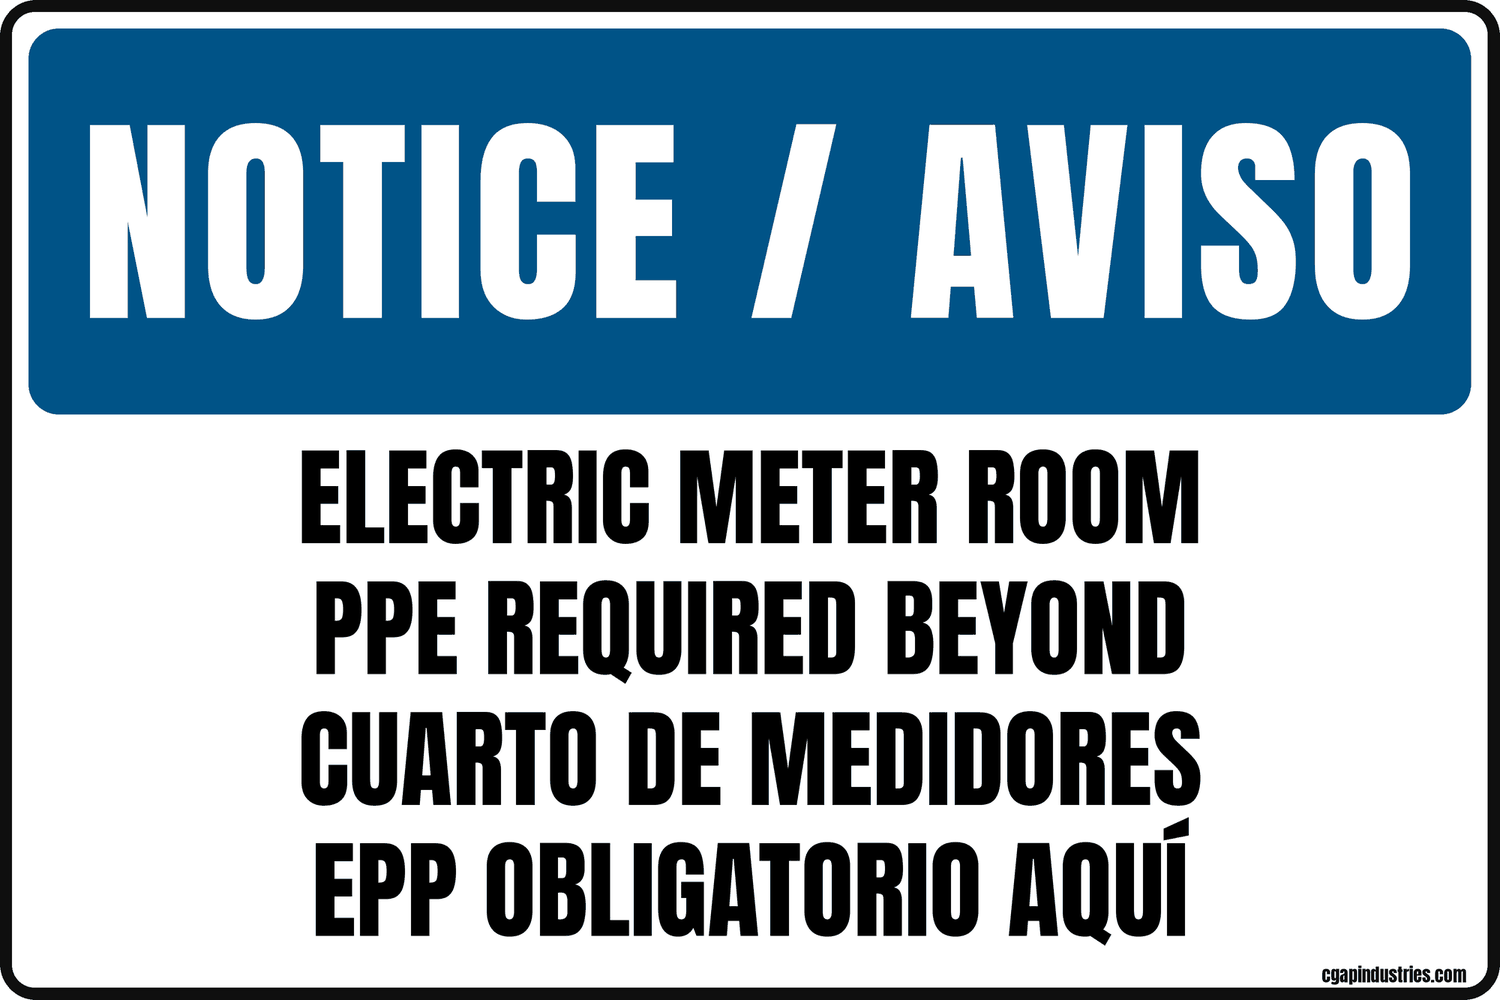 NOTICE / AVISO
ELECTRIC METER ROOM
PPE REQUIRED BEYOND
CUARTO DE MEDIDORES
EPP OBLIGATORIO AQUÍ
cgapindustries.com